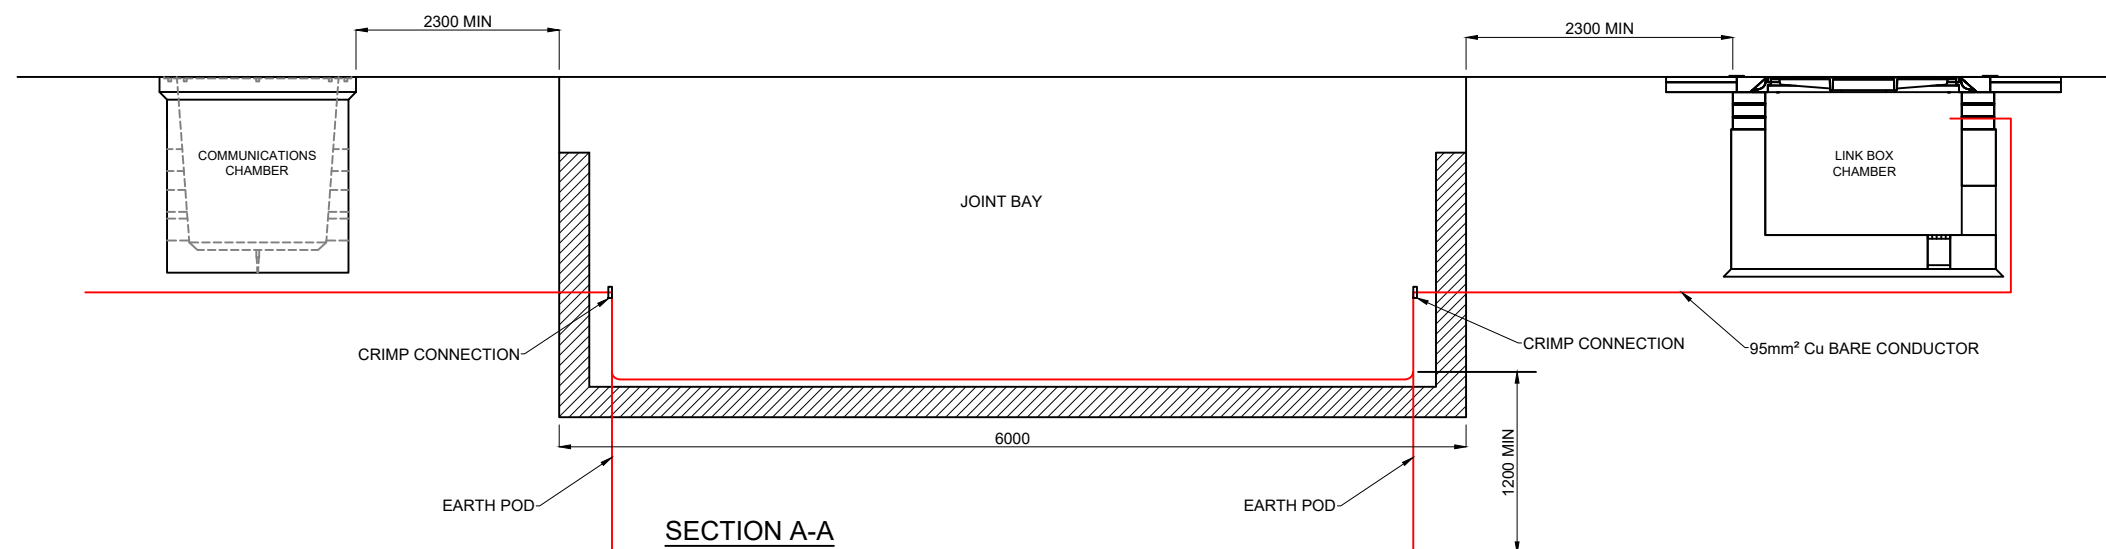 2300 MIN
2300 MIN
COMMUNICATIONS
CHAMBER
LINK BOX
CHAMBER
JOINT BAY
CRIMP CONNECTION
CRIMP CONNECTION
95mm² Cu BARE CONDUCTOR
6000
1200 MIN
EARTH POD
EARTH POD
SECTION A-A